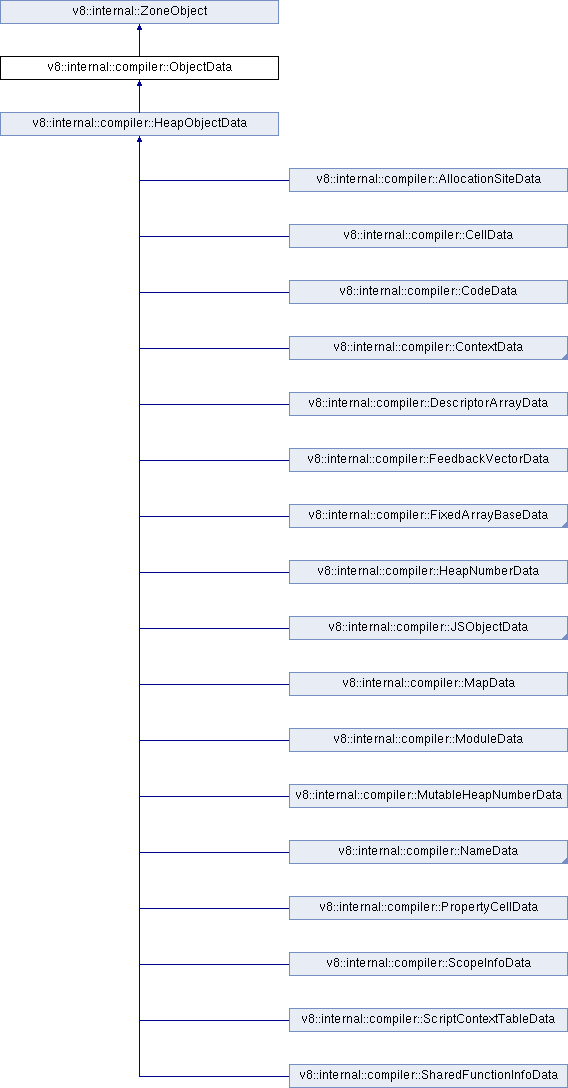 v8::internal::ZoneObject
v8::internal::compiler::ObjectData
v8::internal::compiler::HeapObjectData
v8::internal::compiler::AllocationSiteData
v8::internal::compiler::CellData
v8::internal::compiler::CodeData
v8::internal::compiler::ContextData
v8::internal::compiler::DescriptorArrayData
v8::internal::compiler::FeedbackVectorData
v8::internal::compiler::FixedArrayBaseData
v8::internal::compiler::HeapNumberData
v8::internal::compiler::JSObjectData
v8::internal::compiler::MapData
v8::internal::compiler::ModuleData
v8::internal::compiler::MutableHeapNumberData
v8::internal::compiler::NameData
v8::internal::compiler::PropertyCellData
v8::internal::compiler::ScopeInfoData
v8::internal::compiler::ScriptContextTableData
v8::internal::compiler::SharedFunctionInfoData